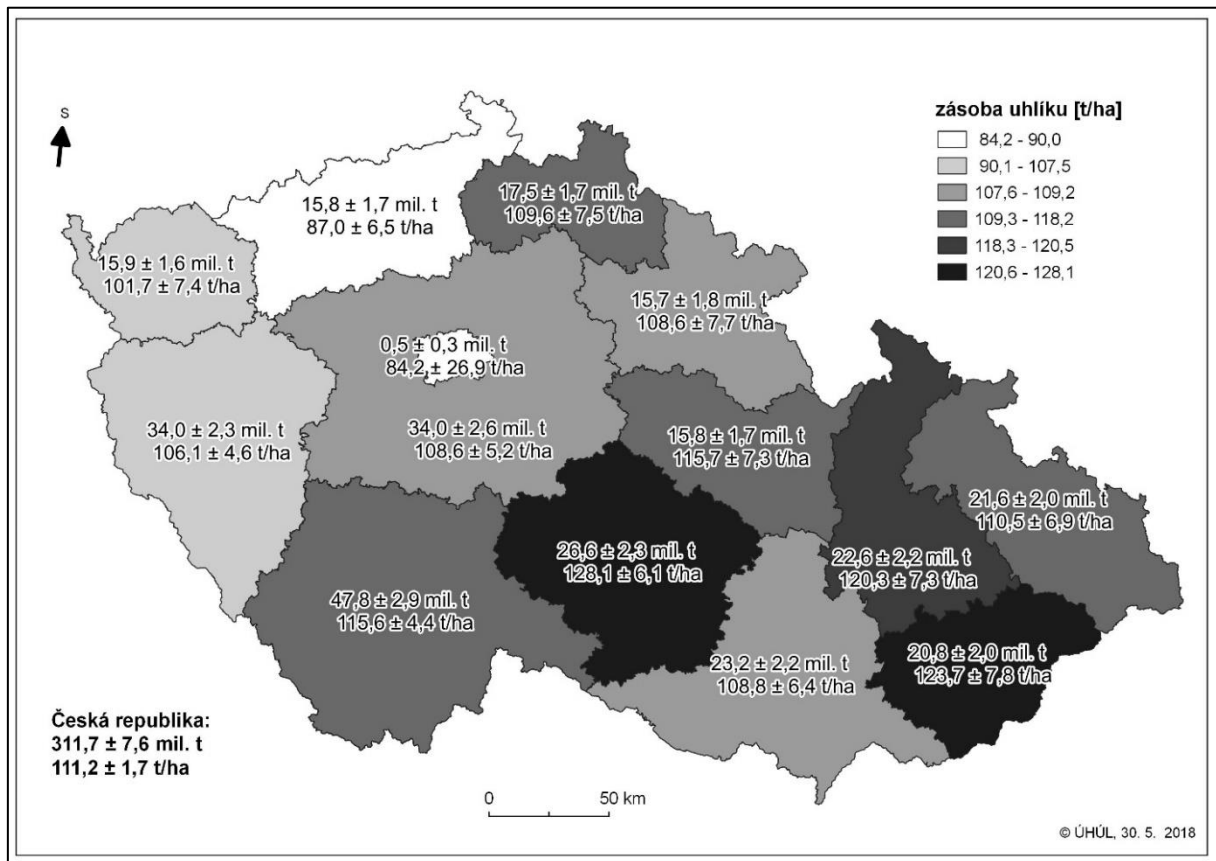 S
zásoba uhlíku [t/ha]
84,2 - 90,0
90,1 - 107,5
107,6 - 109,2
109,3 - 118,2
118,3 - 120,5
120,6 - 128,1
17,5 ± 1,7 mil. t
109,6 ± 7,5 t/ha
15,8 ± 1,7 mil. t
87,0 ± 6,5 t/ha
15,9 ± 1,6 mil. t
101,7 ± 7,4 t/ha
15,7 ± 1,8 mil. t
108,6 ± 7,7 t/ha
0,5 ± 0,3 mil. t
84,2 ± 26,9 t/ha
34,0 ± 2,3 mil. t
106,1 ± 4,6 t/ha
34,0 ± 2,6 mil. t
108,6 ± 5,2 t/ha
15,8 ± 1,7 mil. t
115,7 ± 7,3 t/ha
21,6 ± 2,0 mil. t
110,5 ± 6,9 t/ha
26,6 ± 2,3 mil. t
128,1 ± 6,1 t/ha
22,6 ± 2,2 mil. t
120,3 ± 7,3 t/ha
47,8 ± 2,9 mil. t
115,6 ± 4,4 t/ha
23,2 ± 2,2 mil. t
108,8 ± 6,4 t/ha
20,8 ± 2,0 mil. t
123,7 ± 7,8 t/ha
Česká republika:
311,7 ± 7,6 mil. t
111,2 ± 1,7 t/ha
0 50 km
© ÚHÚL, 30. 5. 2018